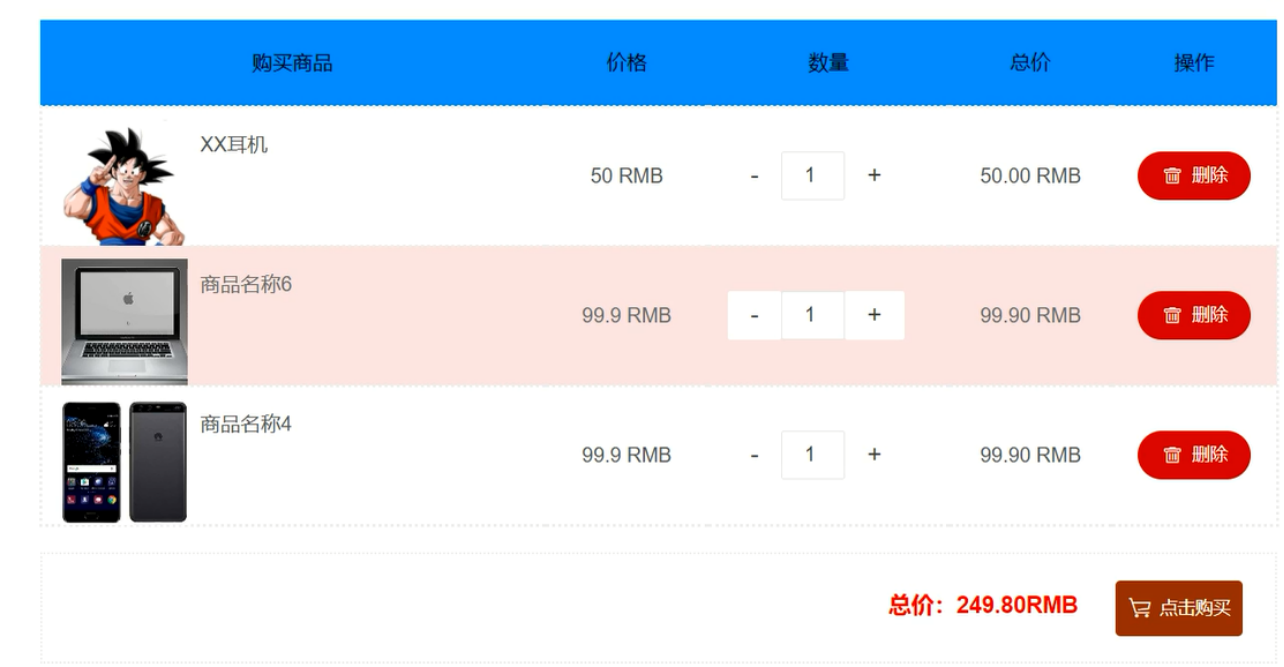 购买商品 价格 数量 总价 操作
XX耳机
50 RMB - 1 + 50.00 RMB 删除
商品名称6
99.9 RMB - 1 + 99.90 RMB 删除
商品名称4
99.9 RMB - 1 + 99.90 RMB 删除
总价：249.80RMB 点击购买